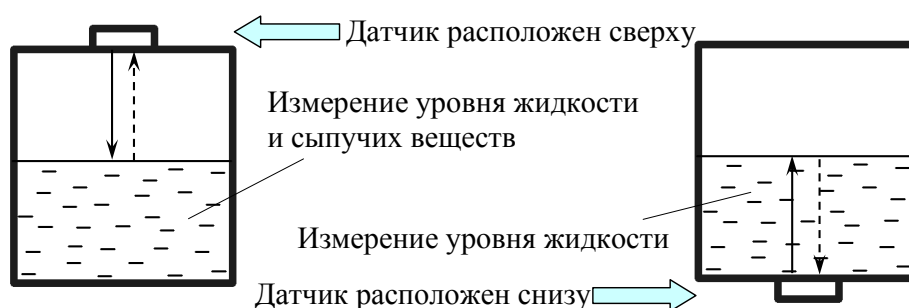 Датчик расположен сверху
Измерение уровня жидкости
и сыпучих веществ
Измерение уровня жидкости
Датчик расположен снизу